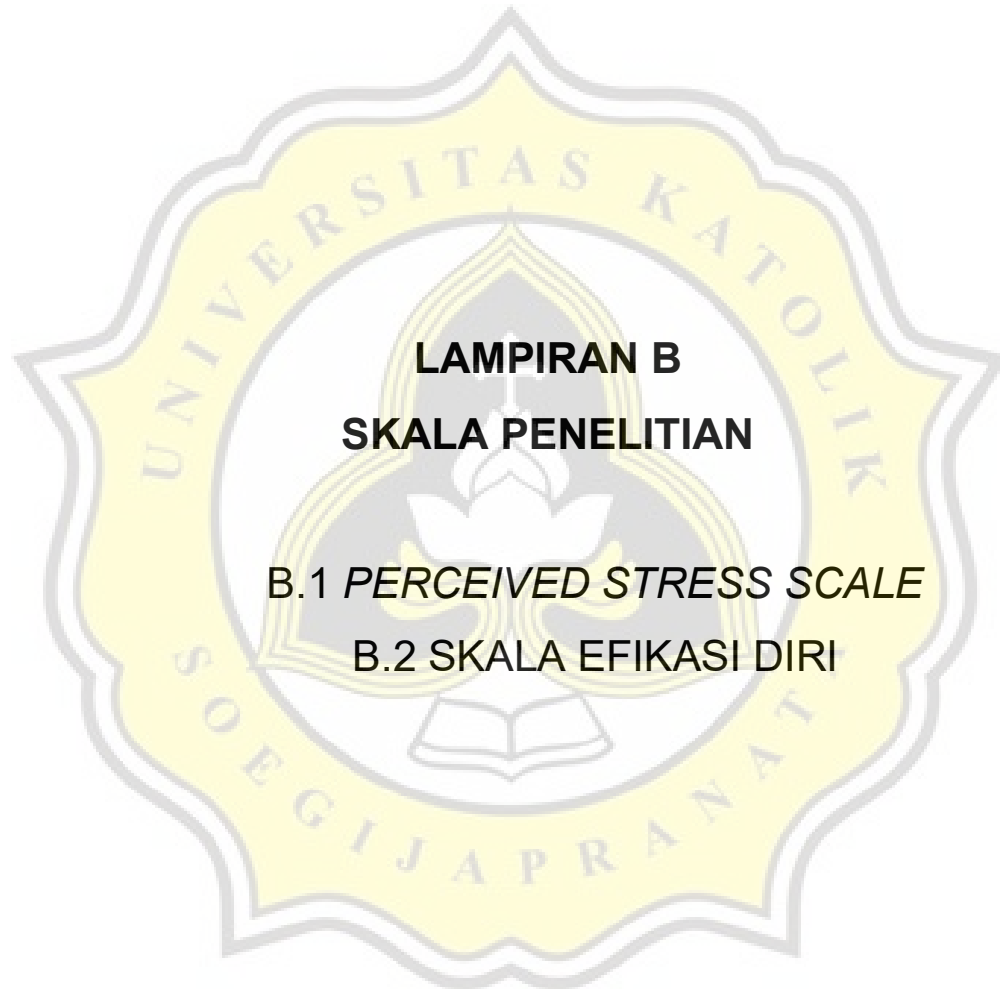 UNIVERSITAS KATOLIK
LAMPIRAN B
SKALA PENELITIAN
B.1 PERCEIVED STRESS SCALE
B.2 SKALA EFIKASI DIRI
SOEGIJAPRANATA